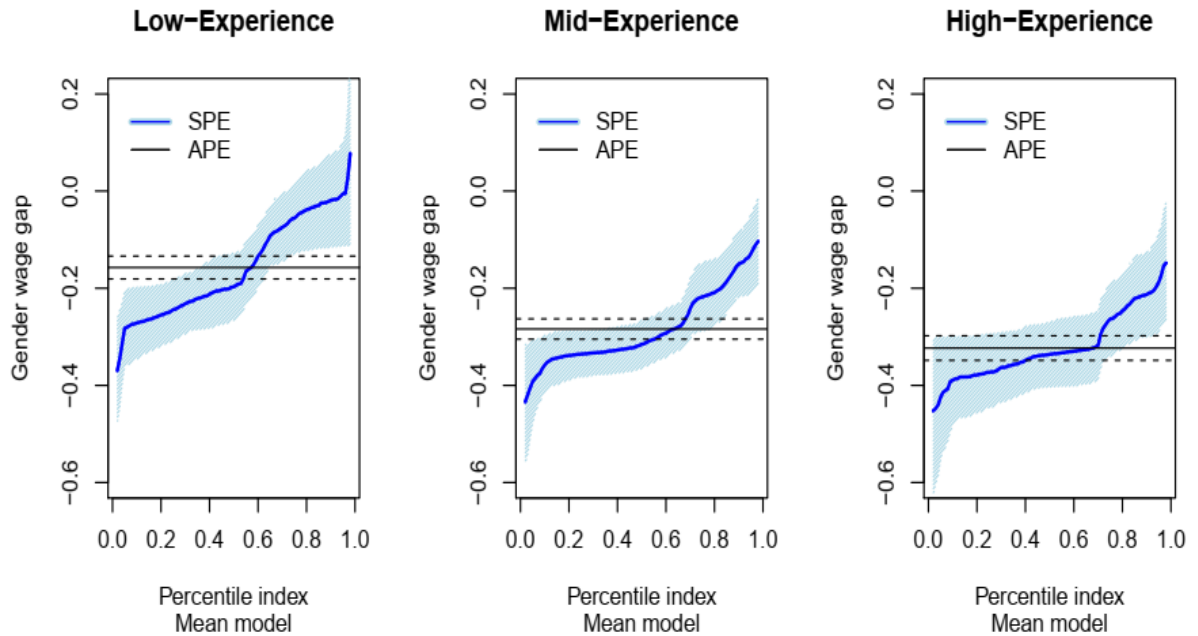 Low−Experience
Gender wage gap
0.2
0.0
−0.2
−0.4
−0.6
SPE
APE
0.0 0.2 0.4 0.6 0.8 1.0
Percentile index
Mean model
Mid−Experience
Gender wage gap
0.2
0.0
−0.2
−0.4
−0.6
SPE
APE
0.0 0.2 0.4 0.6 0.8 1.0
Percentile index
Mean model
High−Experience
Gender wage gap
0.2
0.0
−0.2
−0.4
−0.6
SPE
APE
0.0 0.2 0.4 0.6 0.8 1.0
Percentile index
Mean model